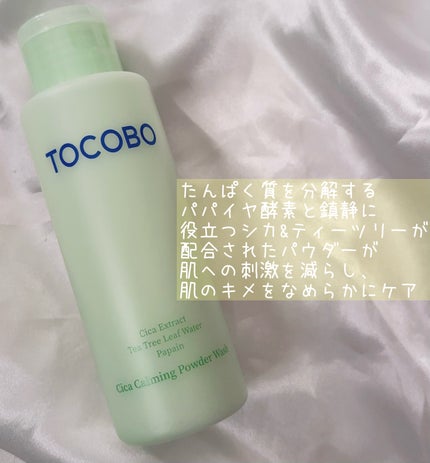 TOCOBO
たんぱく質を分解する
パパイヤ酵素と鎮静に
役立つシカ&ティーツリーが
配合されたパウダーが
肌への刺激を減らし、
肌のキメをなめらかにケア
Cica Extract
Tea Tree Leaf Water
Papain
Cica Calming Powder Wash